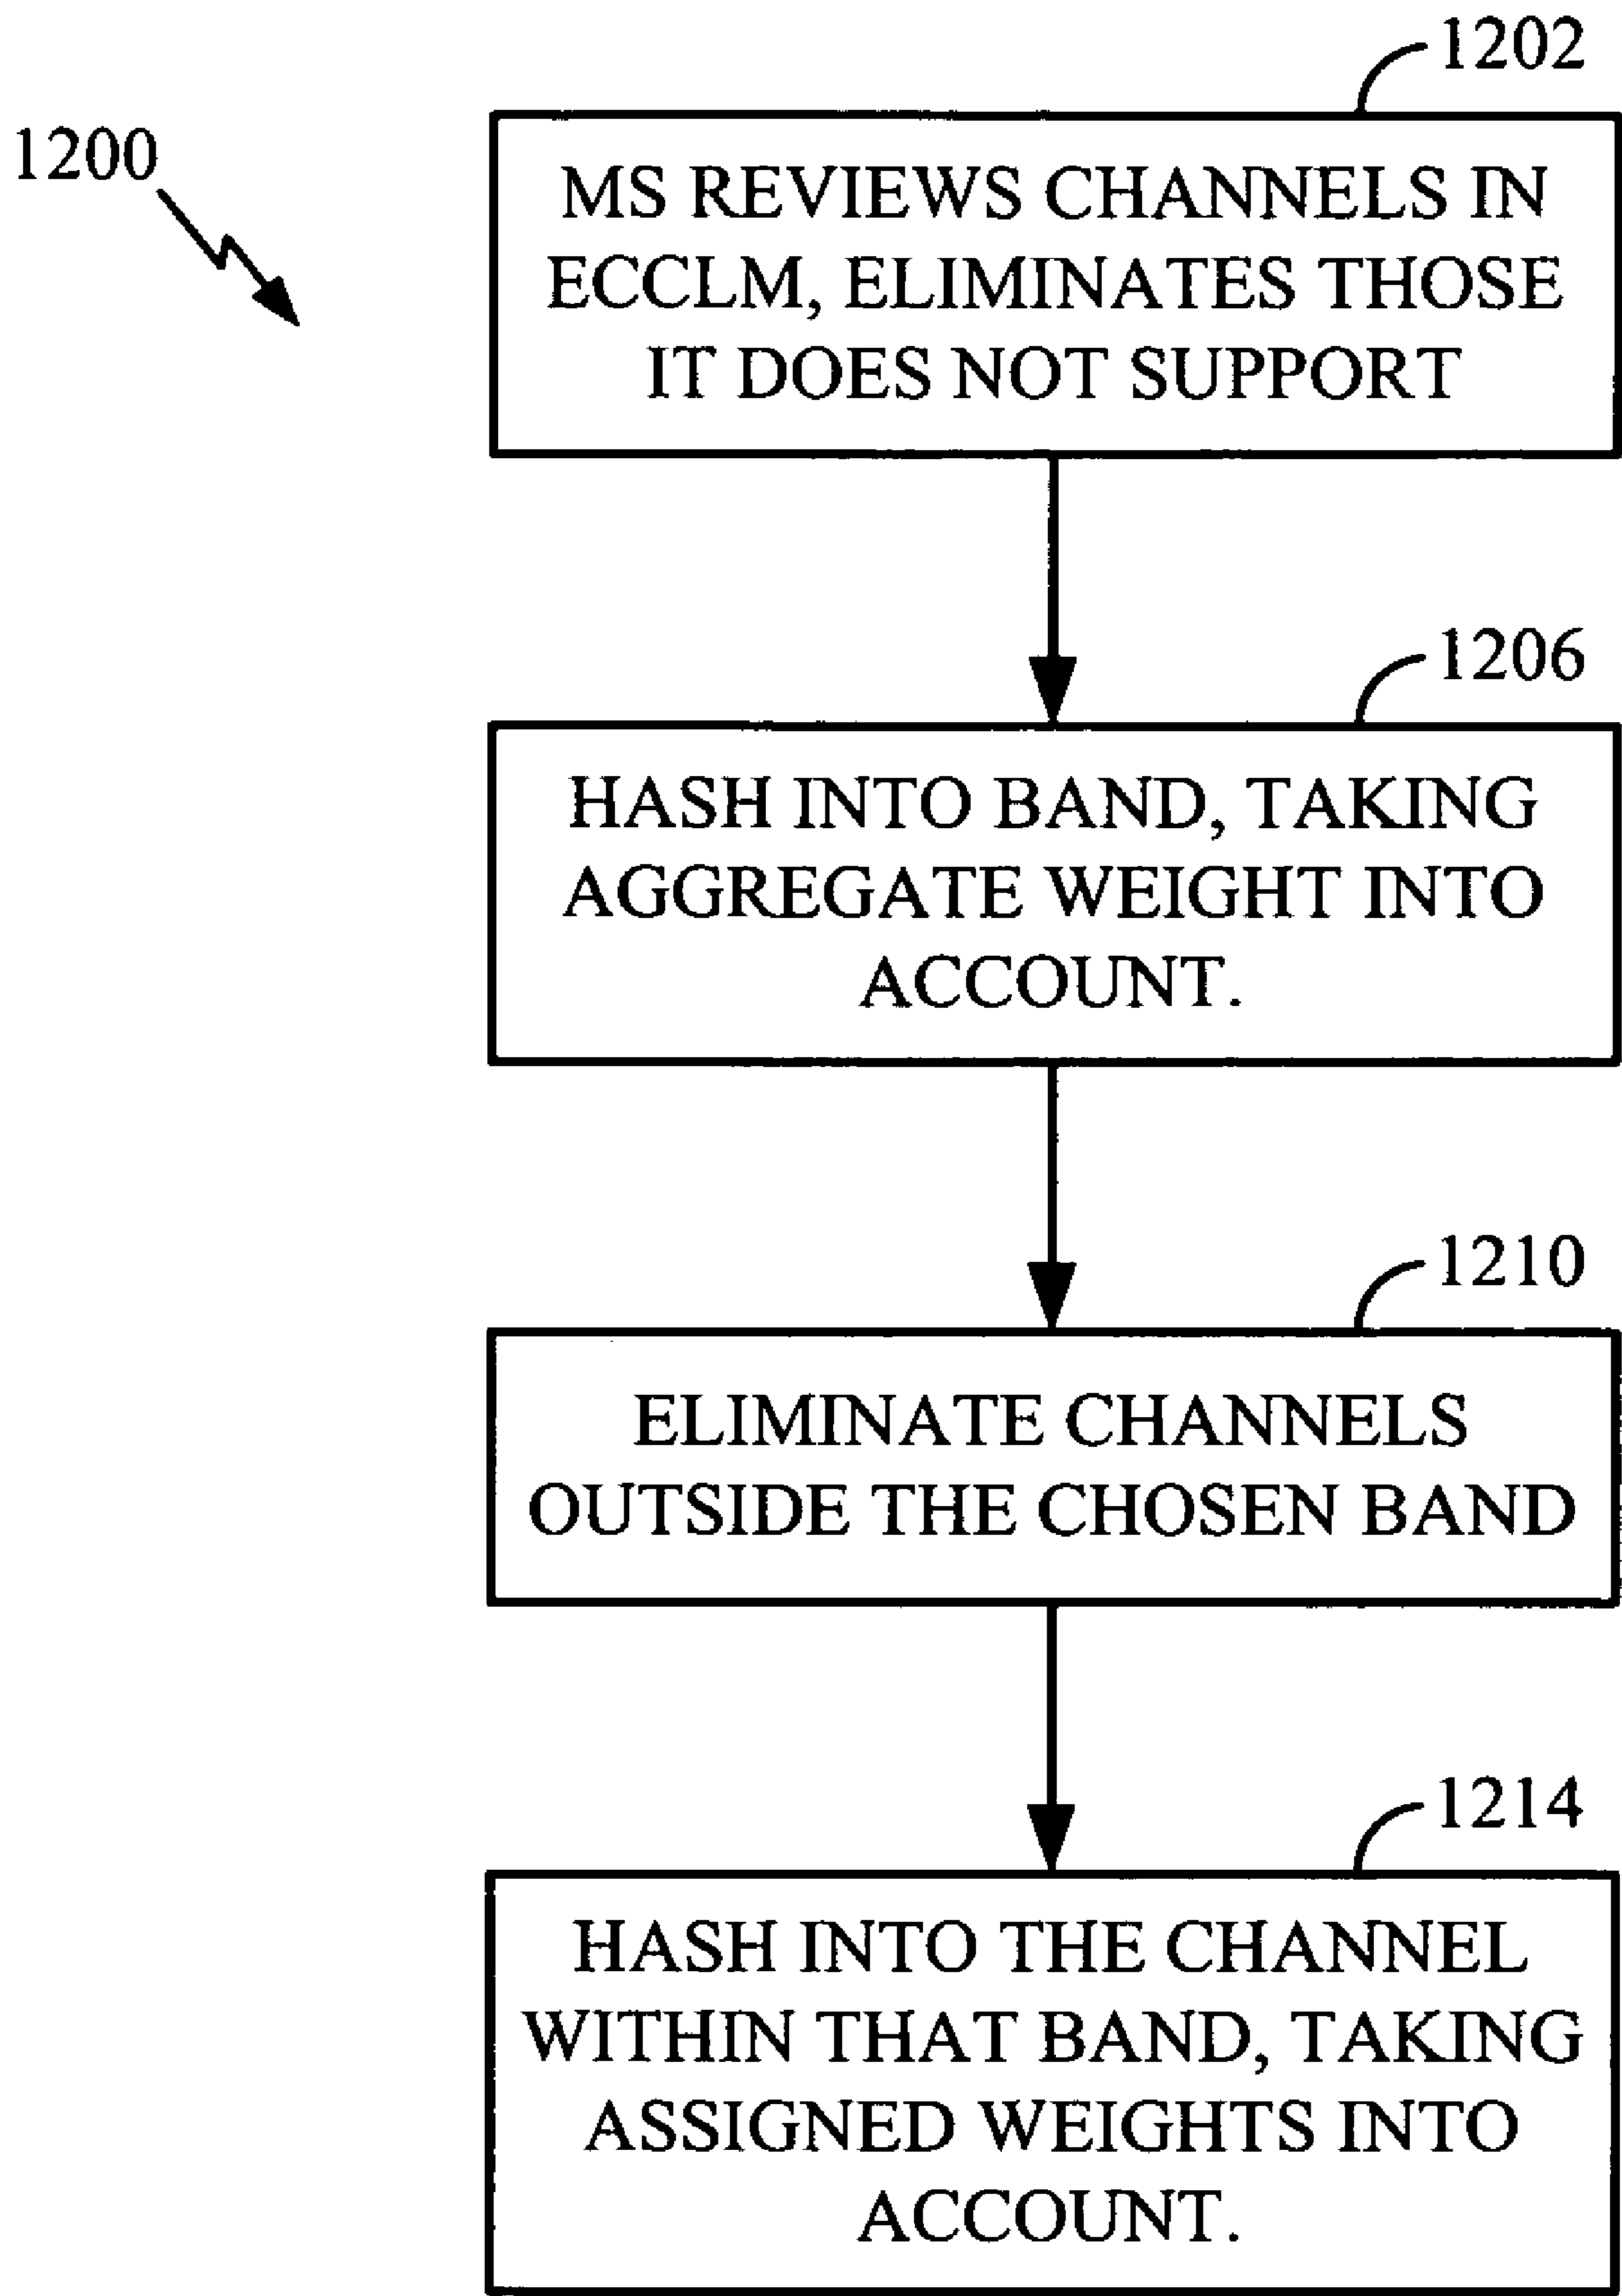 1202
1200
MS REVIEWS CHANNELS IN
ECCLM, ELIMINATES THOSE
IT DOES NOT SUPPORT
1206
HASH INTO BAND, TAKING
AGGREGATE WEIGHT INTO
ACCOUNT.
1210
ELIMINATE CHANNELS
OUTSIDE THE CHOSEN BAND
1214
HASH INTO THE CHANNEL
WITHIN THAT BAND, TAKING
ASSIGNED WEIGHTS INTO
ACCOUNT.